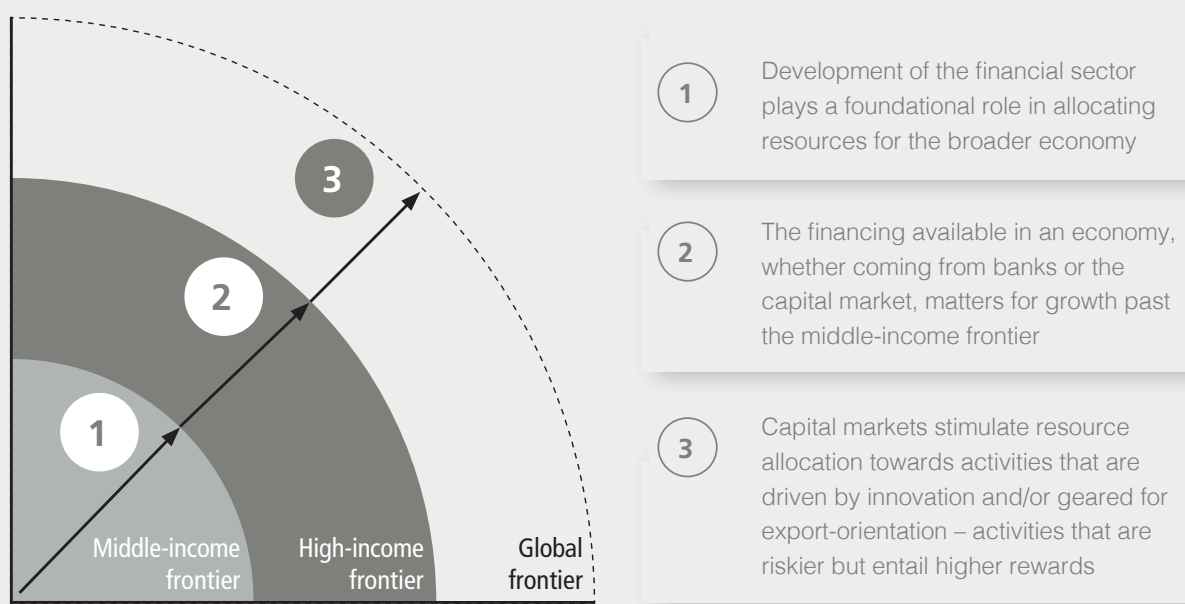 3
2
1
Middle-income
frontier
High-income
frontier
Global
frontier
1
Development of the financial sector
plays a foundational role in allocating
resources for the broader economy
2
The financing available in an economy,
whether coming from banks or the
capital market, matters for growth past
the middle-income frontier
3
Capital markets stimulate resource
allocation towards activities that are
driven by innovation and/or geared for
export-orientation – activities that are
riskier but entail higher rewards